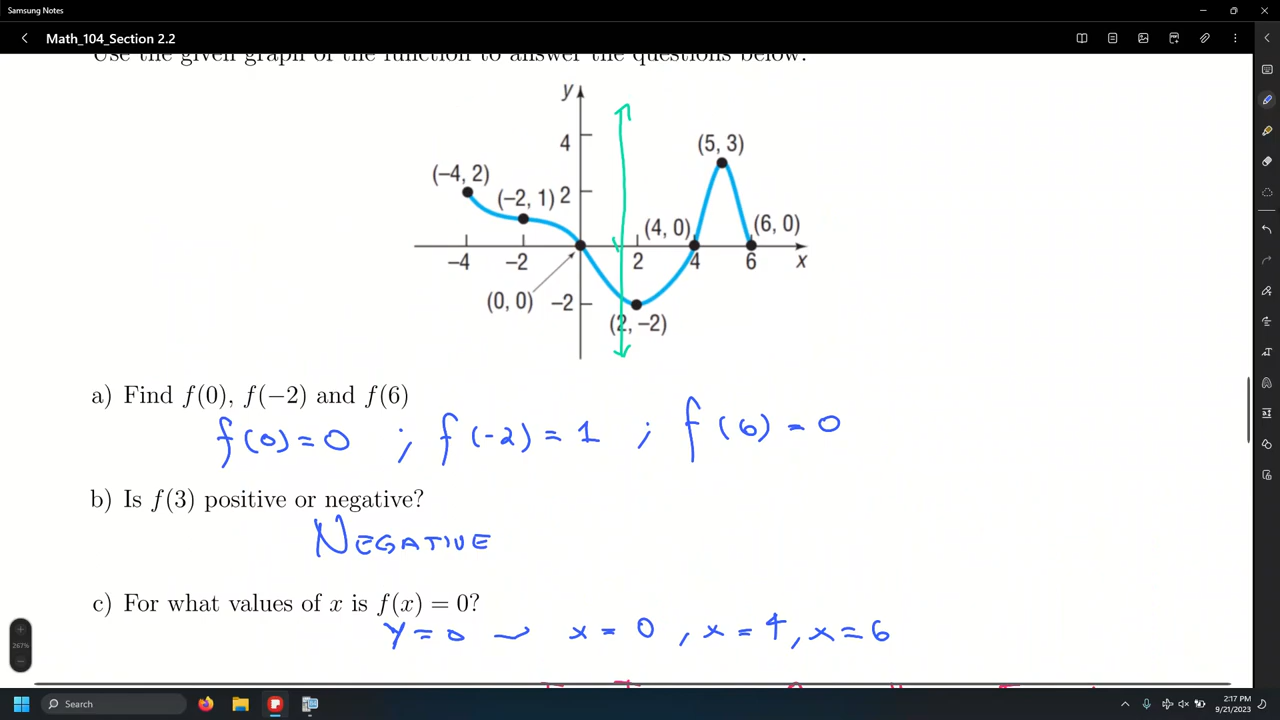 Samsung Notes
Math_104_Section 2.2
Use the given graph of the function to answer the questions below.
y
4
(5, 3)
(−4, 2)
(−2, 1) 2
(4, 0)
(6, 0)
−4 −2 2 4 6 x
(0, 0) −2
(2, −2)
a) Find f(0), f(−2) and f(6)
f(0)=0 ; f(-2)=1 ; f(6)=0
b) Is f(3) positive or negative?
NEGATIVE
c) For what values of x is f(x) = 0?
y=0 → x=0, x=4, x=6
267%
Search
2:17 PM
9/21/2023